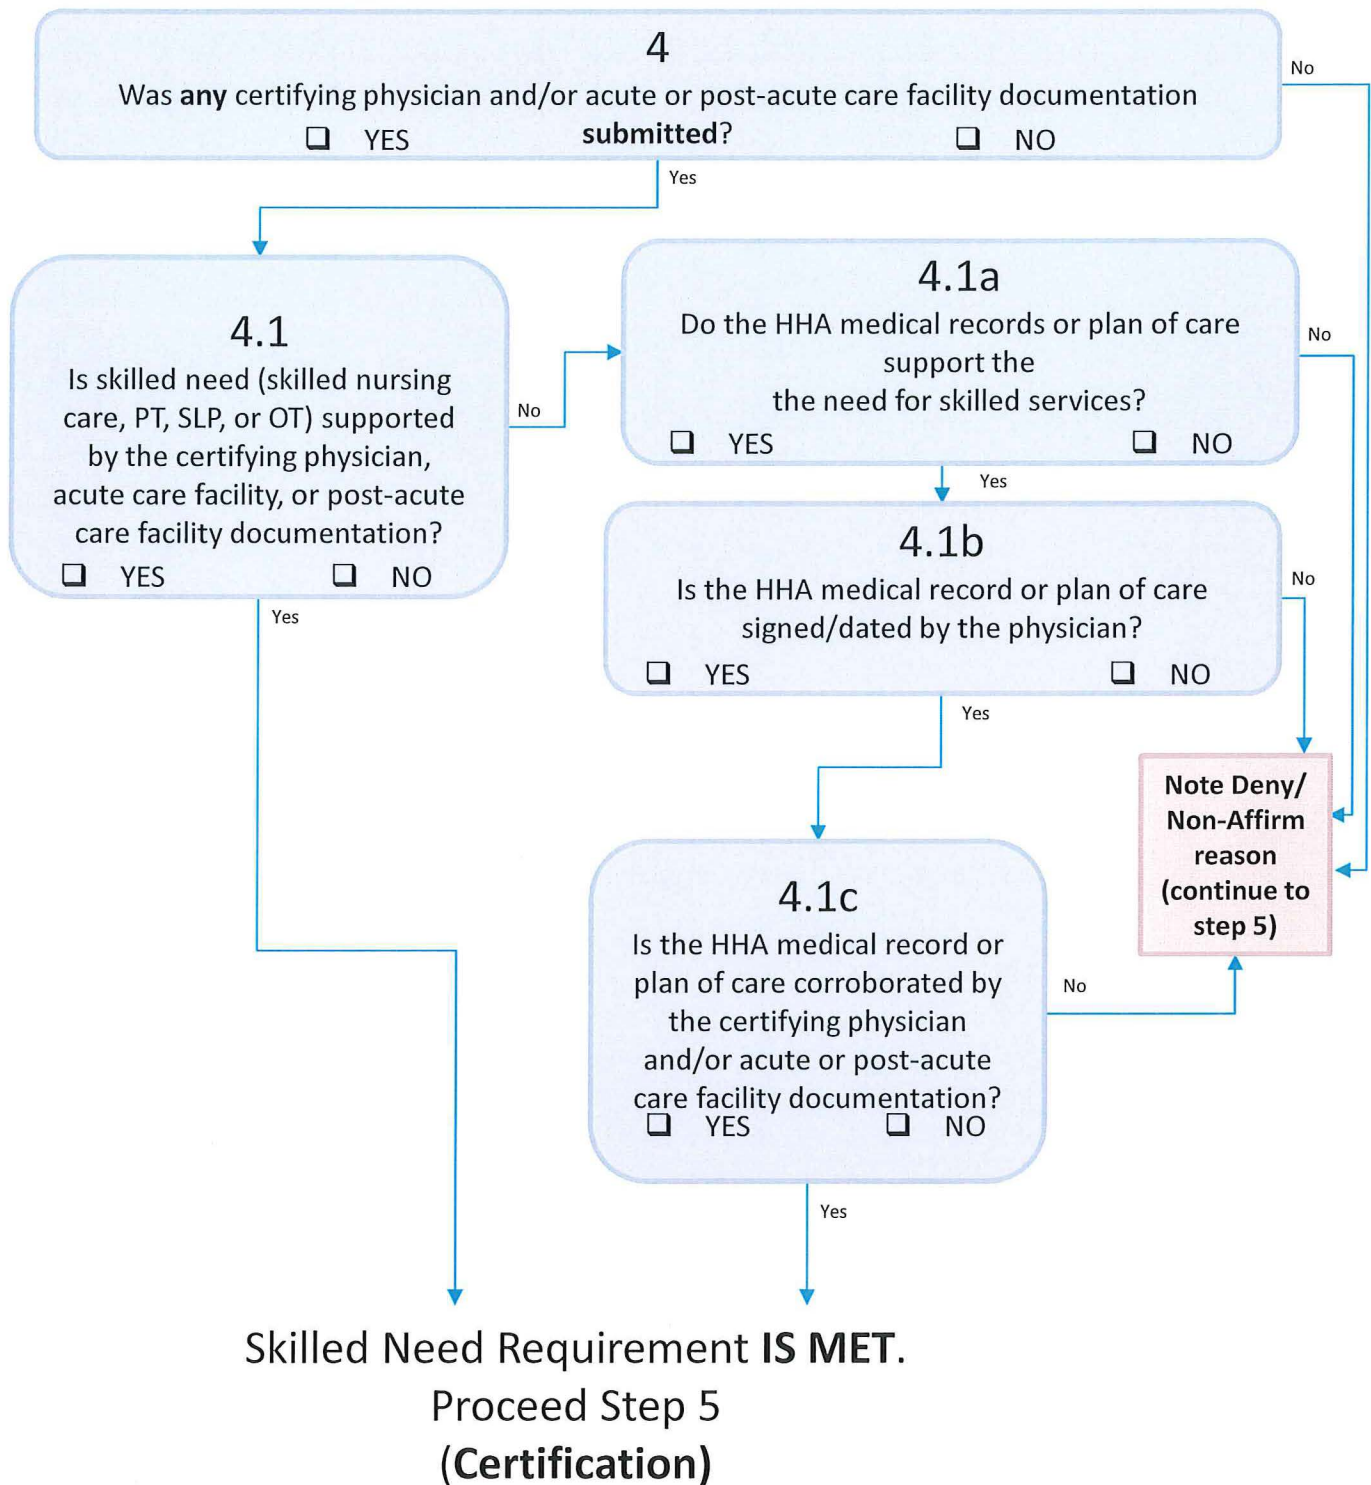 4
Was any certifying physician and/or acute or post-acute care facility documentation
submitted?
❑ YES
❑ NO
No
Yes
4.1
Is skilled need (skilled nursing
care, PT, SLP, or OT) supported
by the certifying physician,
acute care facility, or post-acute
care facility documentation?
❑ YES ❑ NO
No
Yes
4.1a
Do the HHA medical records or plan of care
support the
the need for skilled services?
❑ YES ❑ NO
No
Yes
4.1b
Is the HHA medical record or plan of care
signed/dated by the physician?
❑ YES ❑ NO
No
Yes
Note Deny/
Non-Affirm
reason
(continue to
step 5)
4.1c
Is the HHA medical record or
plan of care corroborated by
the certifying physician
and/or acute or post-acute
care facility documentation?
❑ YES ❑ NO
No
Yes
Skilled Need Requirement IS MET.
Proceed Step 5
(Certification)